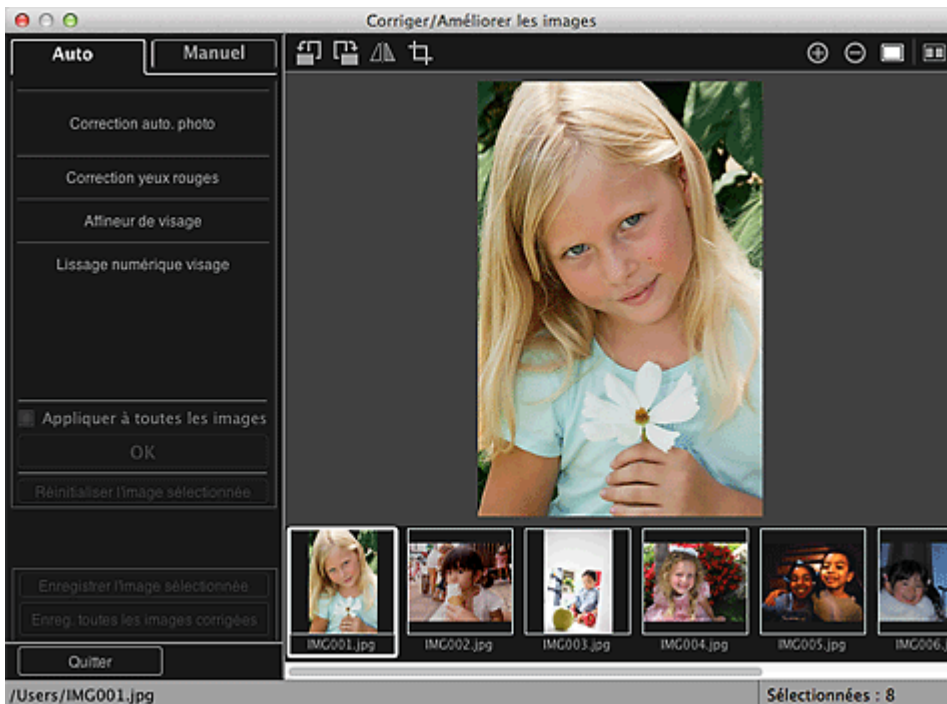 Corriger/Améliorer les images
Auto
Manuel
Correction auto. photo
Correction yeux rouges
Affineur de visage
Lissage numérique visage
Appliquer à toutes les images
OK
Réinitialiser l'image sélectionnée
Enregistrer l'image sélectionnée
Enreg. toutes les images corrigées
Quitter
IMG001.jpg
IMG002.jpg
IMG003.jpg
IMG004.jpg
IMG005.jpg
IMG006.
/Users/IMG001.jpg
Sélectionnées : 8